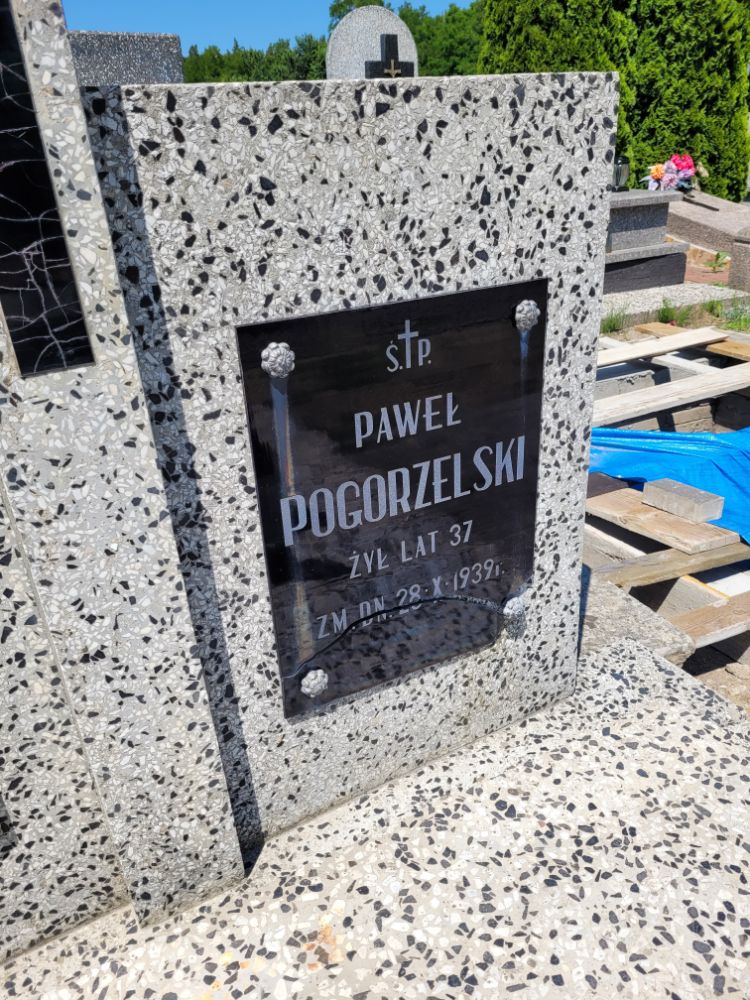 Ś.†P.
PAWEŁ
POGORZELSKI
ŻYŁ LAT 37
ZM. DN. 28·X·1939r.